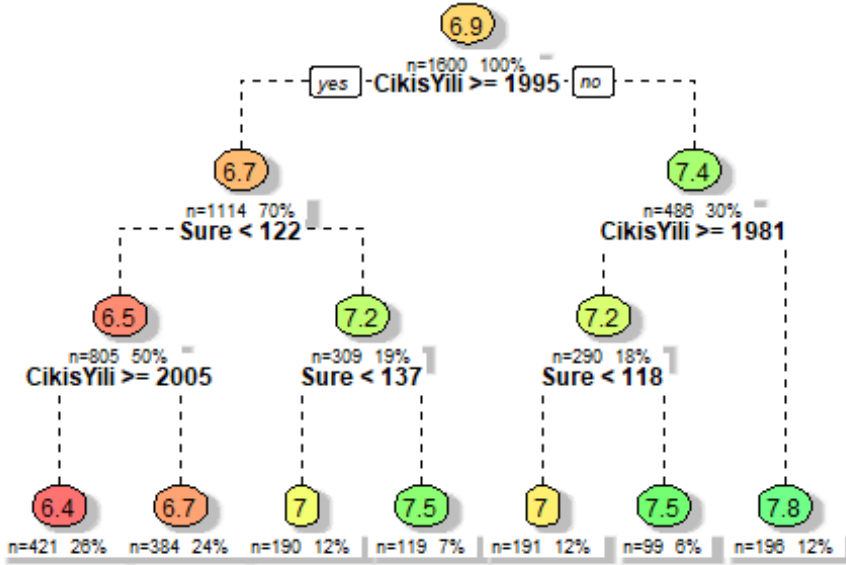 6.9
n=1600 100%
yes CikisYili >= 1995 no
6.7 7.4
n=1114 70% n=486 30%
Sure < 122 CikisYili >= 1981
6.5 7.2 7.2
n=805 50% n=309 19% n=290 18%
CikisYili >= 2005 Sure < 137 Sure < 118
6.4 6.7 7 7.5 7 7.5 7.8
n=421 26% n=384 24% n=190 12% n=119 7% n=191 12% n=99 6% n=196 12%